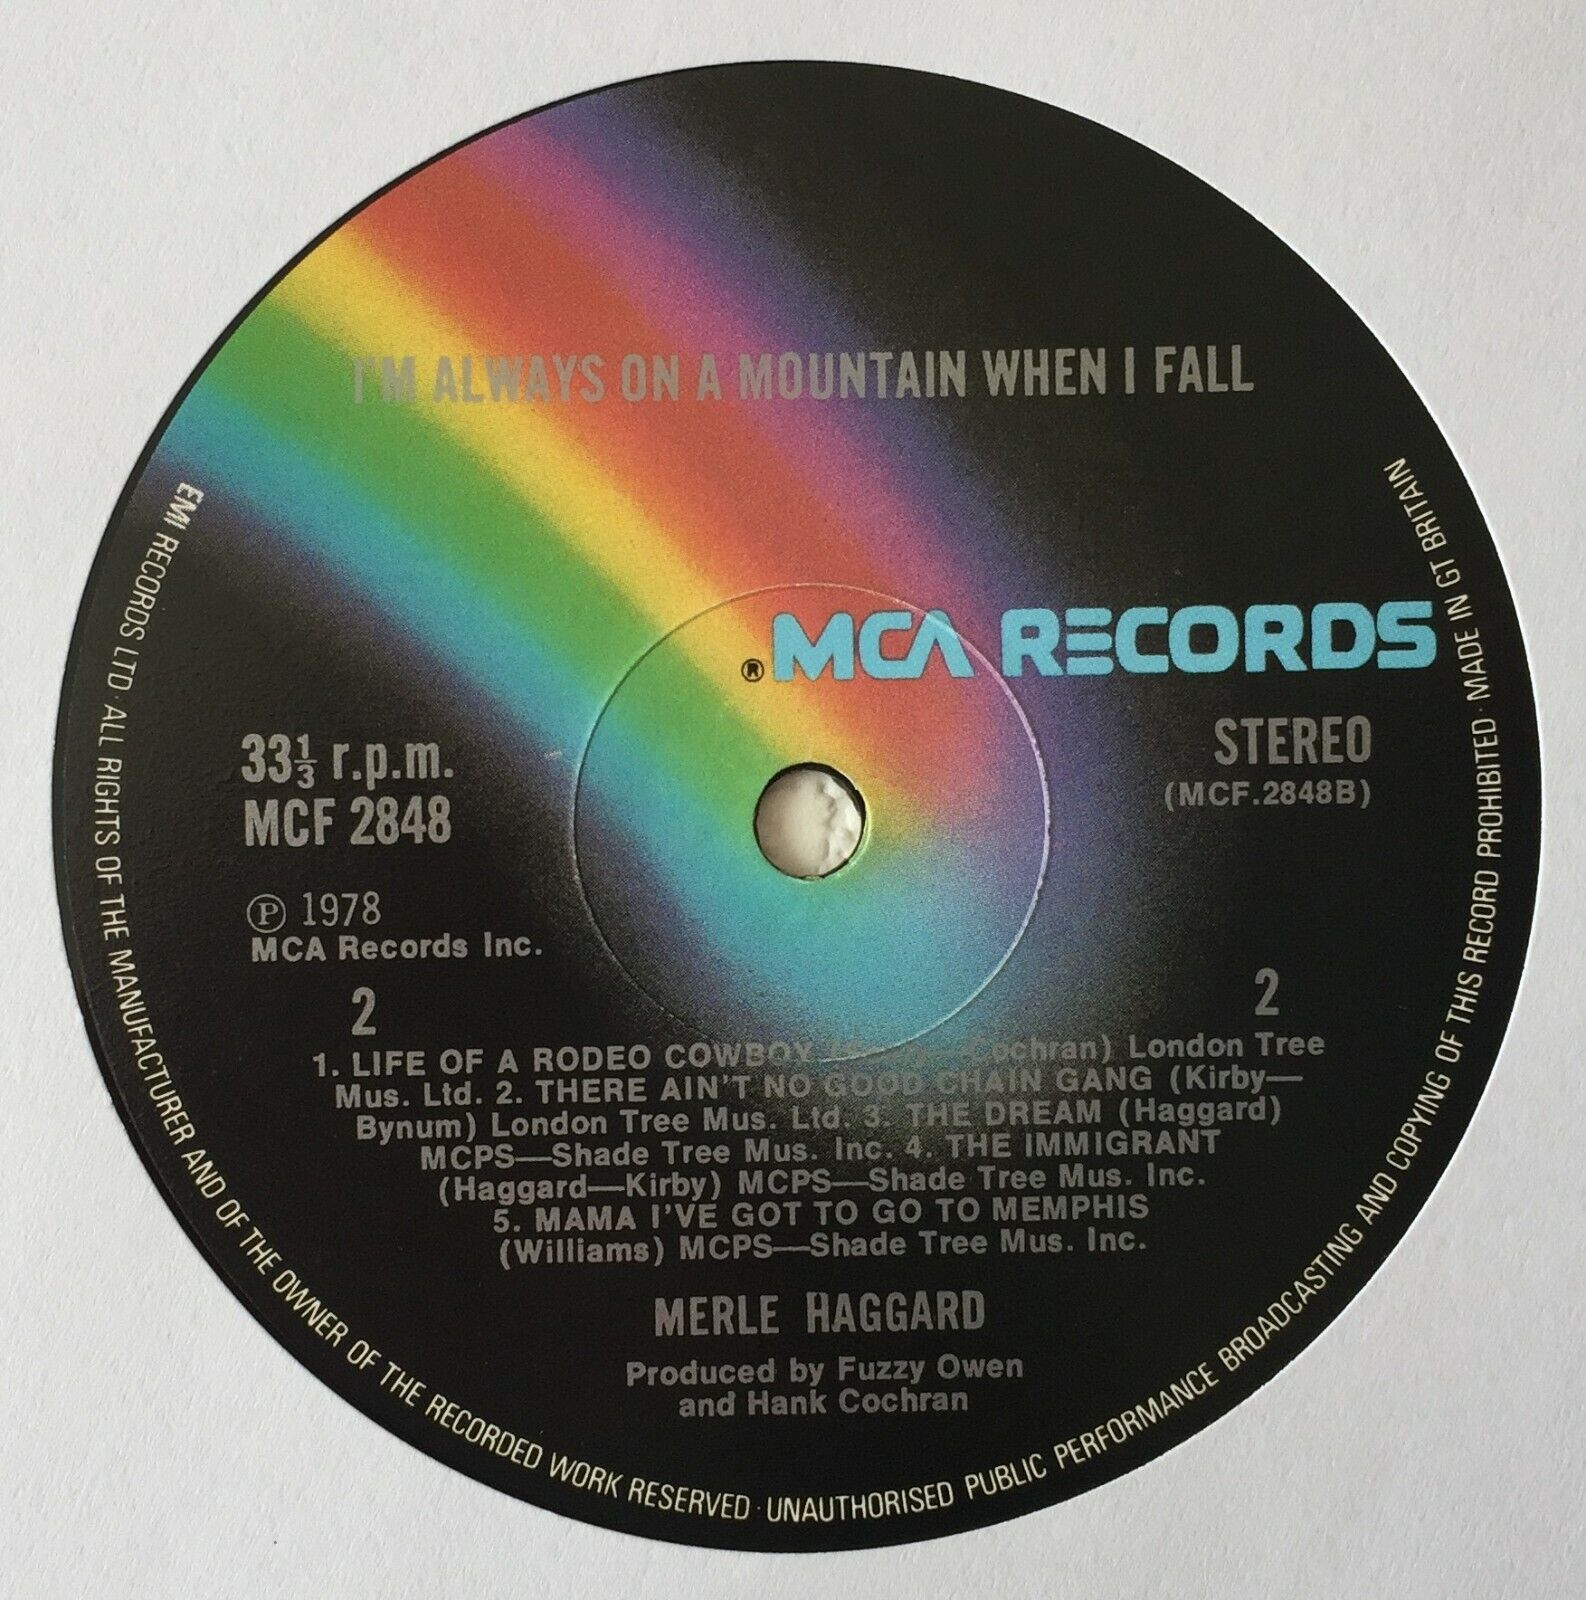 I'M ALWAYS ON A MOUNTAIN WHEN I FALL
® MCA RECORDS
33⅓ r.p.m.
MCF 2848
STEREO
(MCF.2848B)
Ⓟ 1978
MCA Records Inc.
2
2
1. LIFE OF A RODEO COWBOY Cochran) London Tree
Mus. Ltd. 2. THERE AIN'T NO GOOD CHAIN GANG (Kirby—
Bynum) London Tree Mus. Ltd. 3. THE DREAM (Haggard)
MCPS—Shade Tree Mus. Inc. 4. THE IMMIGRANT
(Haggard—Kirby) MCPS—Shade Tree Mus. Inc.
5. MAMA I'VE GOT TO GO TO MEMPHIS
(Williams) MCPS—Shade Tree Mus. Inc.
MERLE HAGGARD
Produced by Fuzzy Owen
and Hank Cochran
EMI RECORDS LTD · ALL RIGHTS OF THE MANUFACTURER AND OF THE OWNER OF THE RECORDED WORK RESERVED · UNAUTHORISED PUBLIC PERFORMANCE BROADCASTING AND COPYING OF THIS RECORD PROHIBITED · MADE IN GT BRITAIN